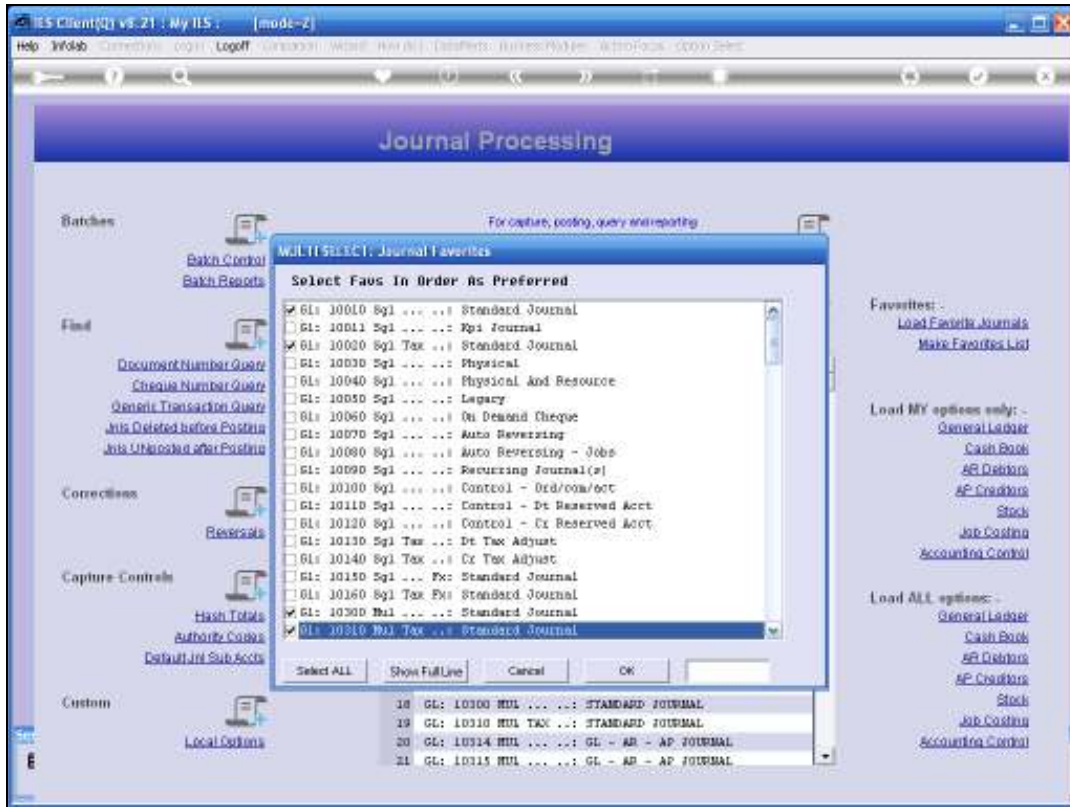 IES Client(Q) v8.21 : My IES : [mode=2]
Help Infolab Logoff
Journal Processing
Batches
For capture, posting, query and reporting
Batch Control
Batch Reports
Find
Document Number Query
Cheque Number Query
Generic Transaction Query
Jnls Deleted before Posting
Jnls UNposted after Posting
Corrections
Reversals
Capture Controls
Hash Totals
Authority Codes
Default Jnl Sub Accts
Custom
Local Options
MULTI SELECT: Journal Favorites
Select Favs In Order As Preferred
GL: 10010 Sgl ... ..: Standard Journal
GL: 10011 Sgl ... ..: Kpi Journal
GL: 10020 Sgl Tax ..: Standard Journal
GL: 10030 Sgl ... ..: Physical
GL: 10040 Sgl ... ..: Physical And Resource
GL: 10050 Sgl ... ..: Legacy
GL: 10060 Sgl ... ..: On Demand Cheque
GL: 10070 Sgl ... ..: Auto Reversing
GL: 10080 Sgl ... ..: Auto Reversing - Jobs
GL: 10090 Sgl ... ..: Recurring Journal(s)
GL: 10100 Sgl ... ..: Control - Ord/com/act
GL: 10110 Sgl ... ..: Control - Dt Reserved Acct
GL: 10120 Sgl ... ..: Control - Cr Reserved Acct
GL: 10130 Sgl Tax ..: Dt Tax Adjust
GL: 10140 Sgl Tax ..: Cr Tax Adjust
GL: 10150 Sgl ... Fx: Standard Journal
GL: 10160 Sgl Tax Fx: Standard Journal
GL: 10300 Mul ... ..: Standard Journal
GL: 10310 Mul Tax ..: Standard Journal
Select ALL Show Full Line Cancel OK
18 GL: 10300 MUL ... ..: STANDARD JOURNAL
19 GL: 10310 MUL TAX ..: STANDARD JOURNAL
20 GL: 10314 MUL ... ..: GL - AR - AP JOURNAL
21 GL: 10315 MUL ... ..: GL - AR - AP JOURNAL
Favorites: -
Load Favorite Journals
Make Favorites List
Load MY options only: -
General Ledger
Cash Book
AR Debtors
AP Creditors
Stock
Job Costing
Accounting Control
Load ALL options: -
General Ledger
Cash Book
AR Debtors
AP Creditors
Stock
Job Costing
Accounting Control